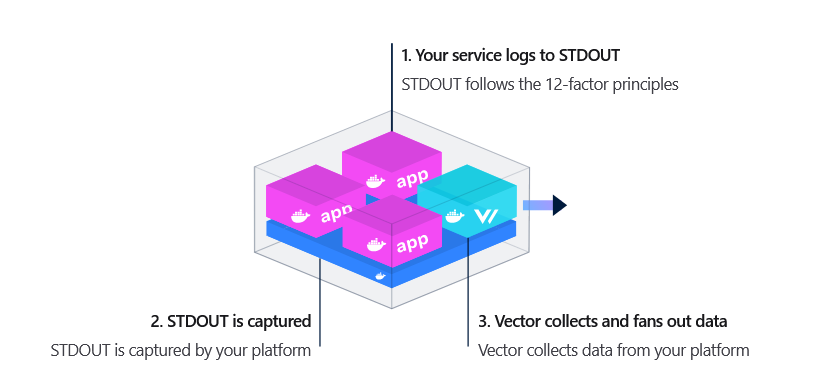 1. Your service logs to STDOUT
STDOUT follows the 12-factor principles
app
app
app
2. STDOUT is captured
STDOUT is captured by your platform
3. Vector collects and fans out data
Vector collects data from your platform